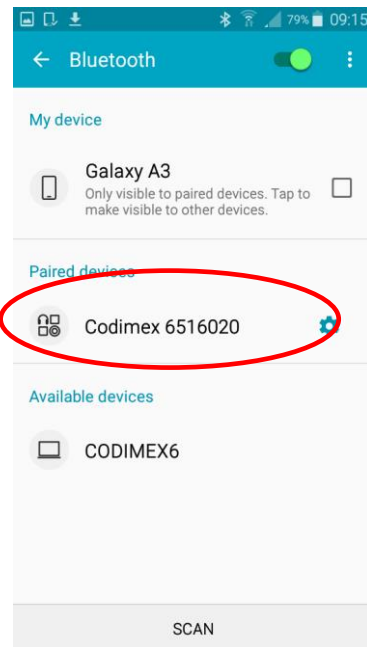 79% 09:15
Bluetooth
My device
Galaxy A3
Only visible to paired devices. Tap to
make visible to other devices.
Paired devices
Codimex 6516020
Available devices
CODIMEX6
SCAN